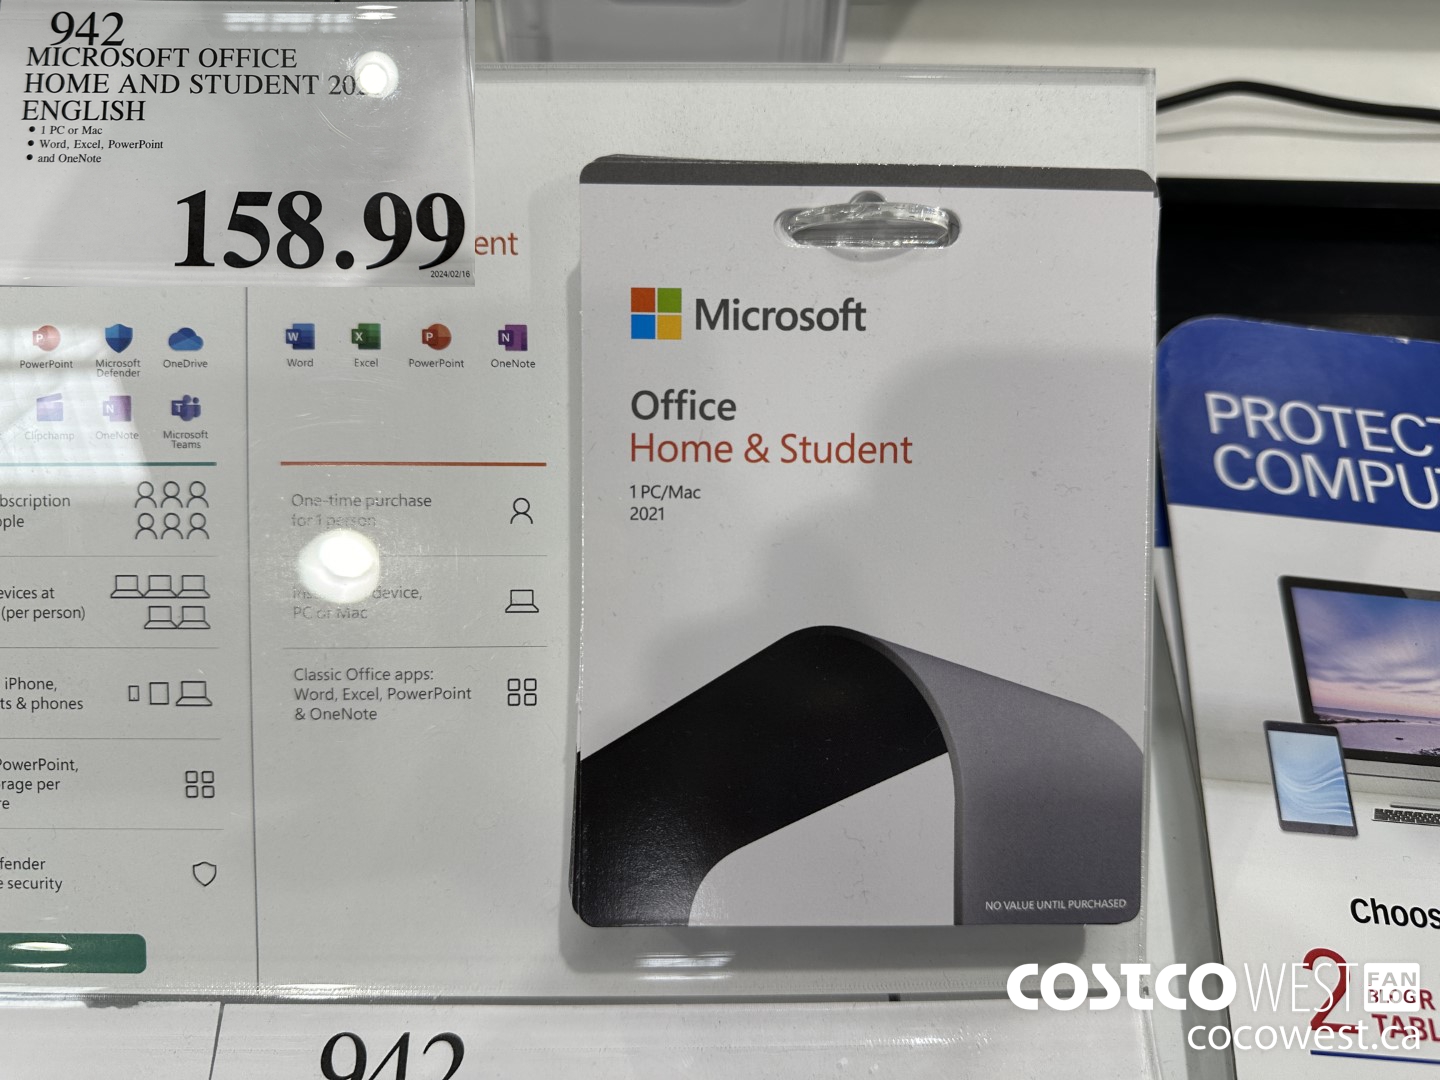 942
MICROSOFT OFFICE
HOME AND STUDENT
ENGLISH
• 1 PC or Mac
• Word, Excel, PowerPoint
• and OneNote
158.99
2024/02/16
ent
PowerPoint
Microsoft
Defender
OneDrive
Clipchamp
OneNote
Microsoft
Teams
Word
Excel
PowerPoint
OneNote
bscription
ople
evices at
(per person)
iPhone,
ts & phones
PowerPoint,
rage per
re
fender
e security
One-time purchase
for 1 person
device,
PC or Mac
Classic Office apps:
Word, Excel, PowerPoint
& OneNote
Microsoft
Office
Home & Student
1 PC/Mac
2021
NO VALUE UNTIL PURCHASED
PROTECT
COMPU
Choos
2
TABL
942
COSTCO WEST FAN BLOG
cocowest.ca